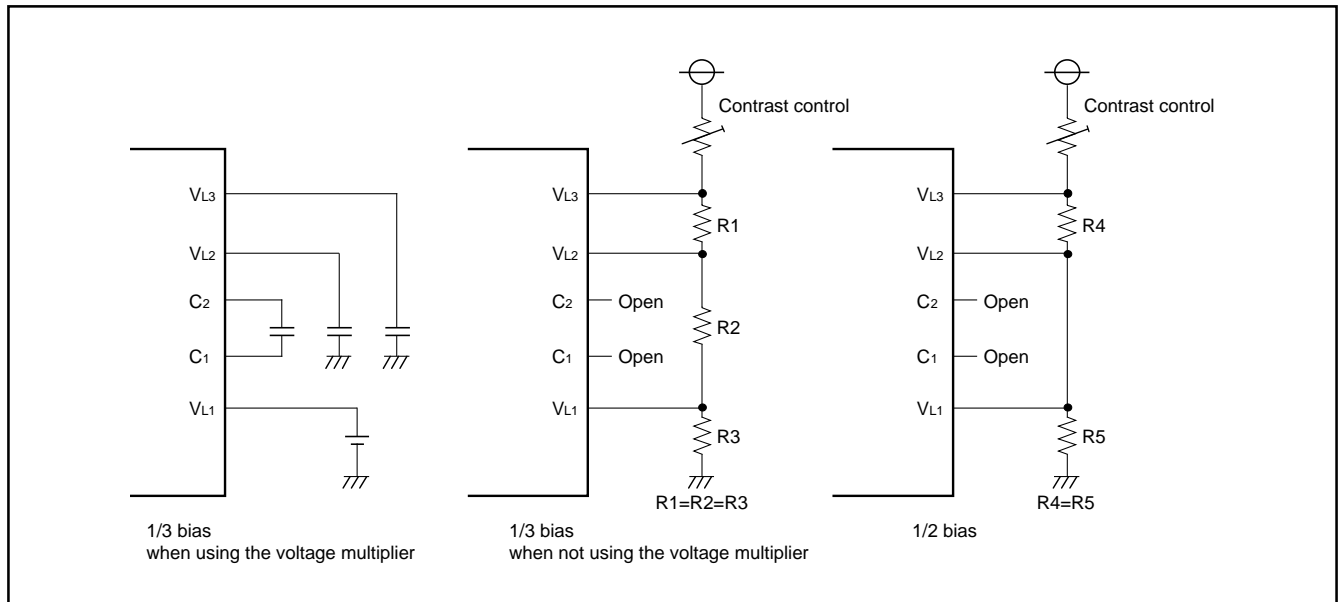 VL3
VL2
C2
C1
VL1
1/3 bias
when using the voltage multiplier
Contrast control
VL3
R1
VL2
C2
Open
R2
C1
Open
VL1
R3
R1=R2=R3
1/3 bias
when not using the voltage multiplier
Contrast control
VL3
R4
VL2
C2
Open
C1
Open
VL1
R5
R4=R5
1/2 bias